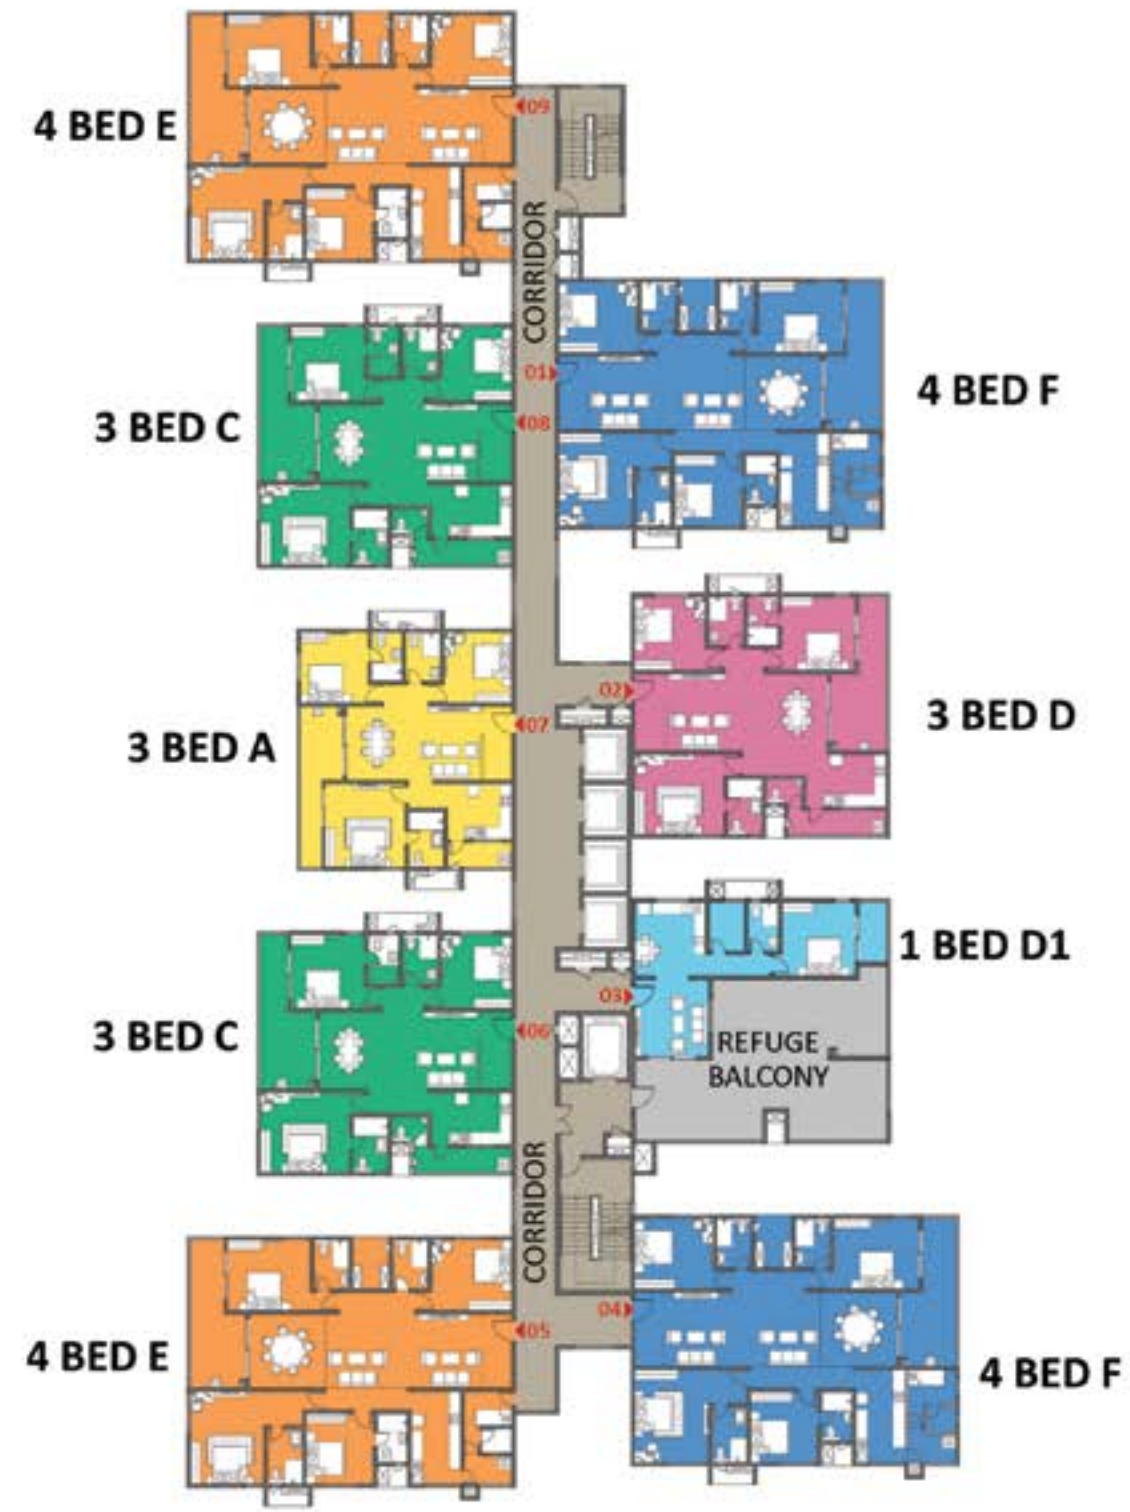 09
4 BED E
CORRIDOR
01
4 BED F
08
3 BED C
02
3 BED D
07
3 BED A
1 BED D1
03
06
3 BED C
REFUGE
BALCONY
CORRIDOR
04
05
4 BED E
4 BED F